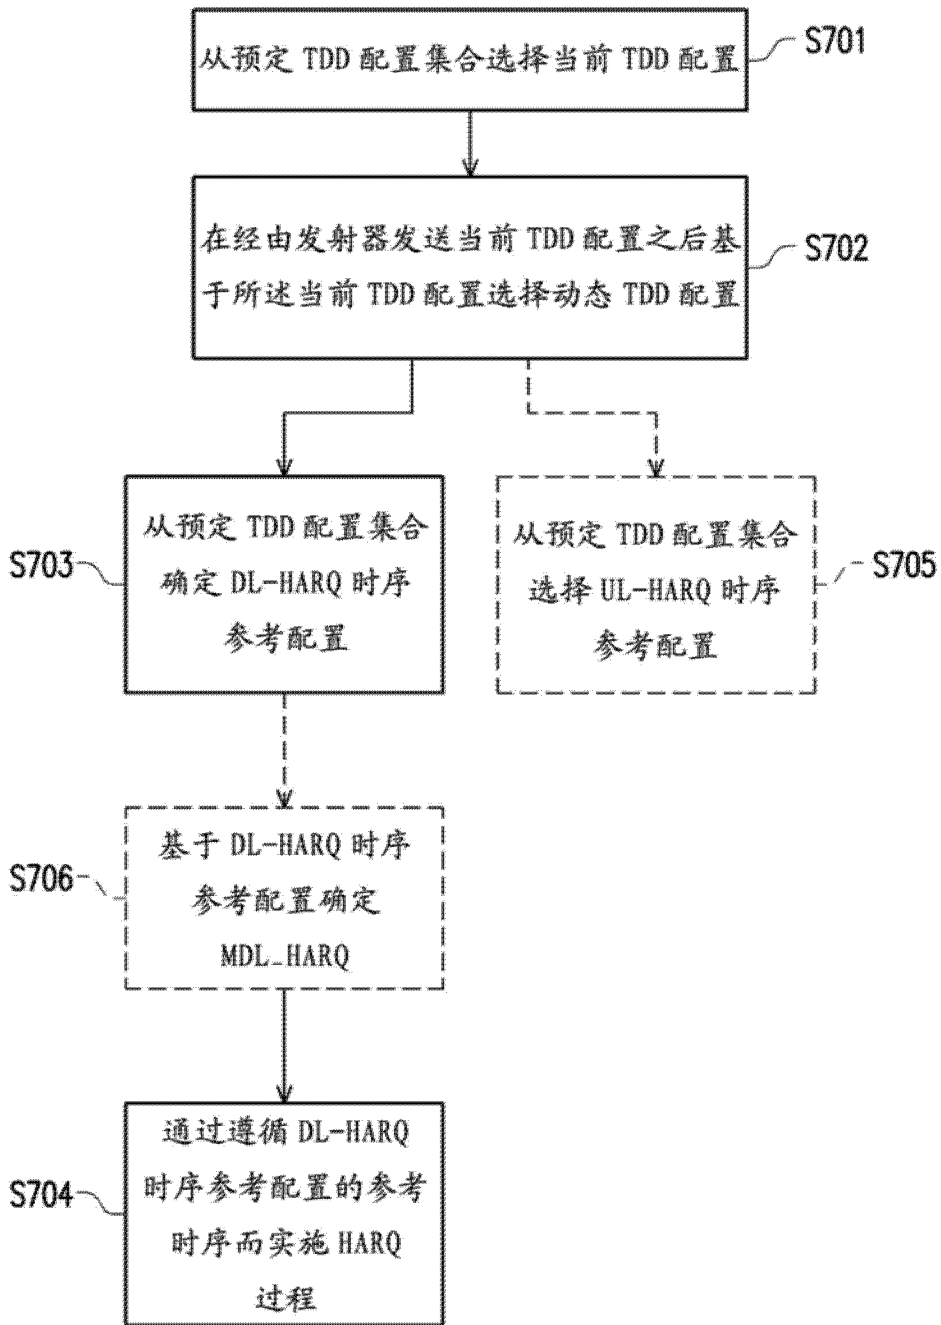 从预定 TDD 配置集合选择当前 TDD 配置
S701
在经由发射器发送当前 TDD 配置之后基
于所述当前 TDD 配置选择动态 TDD 配置
S702
从预定 TDD 配置集合
确定 DL-HARQ 时序
参考配置
S703
从预定 TDD 配置集合
选择 UL-HARQ 时序
参考配置
S705
基于 DL-HARQ 时序
参考配置确定
MDL_HARQ
S706
通过遵循 DL-HARQ
时序参考配置的参考
时序而实施 HARQ
过程
S704